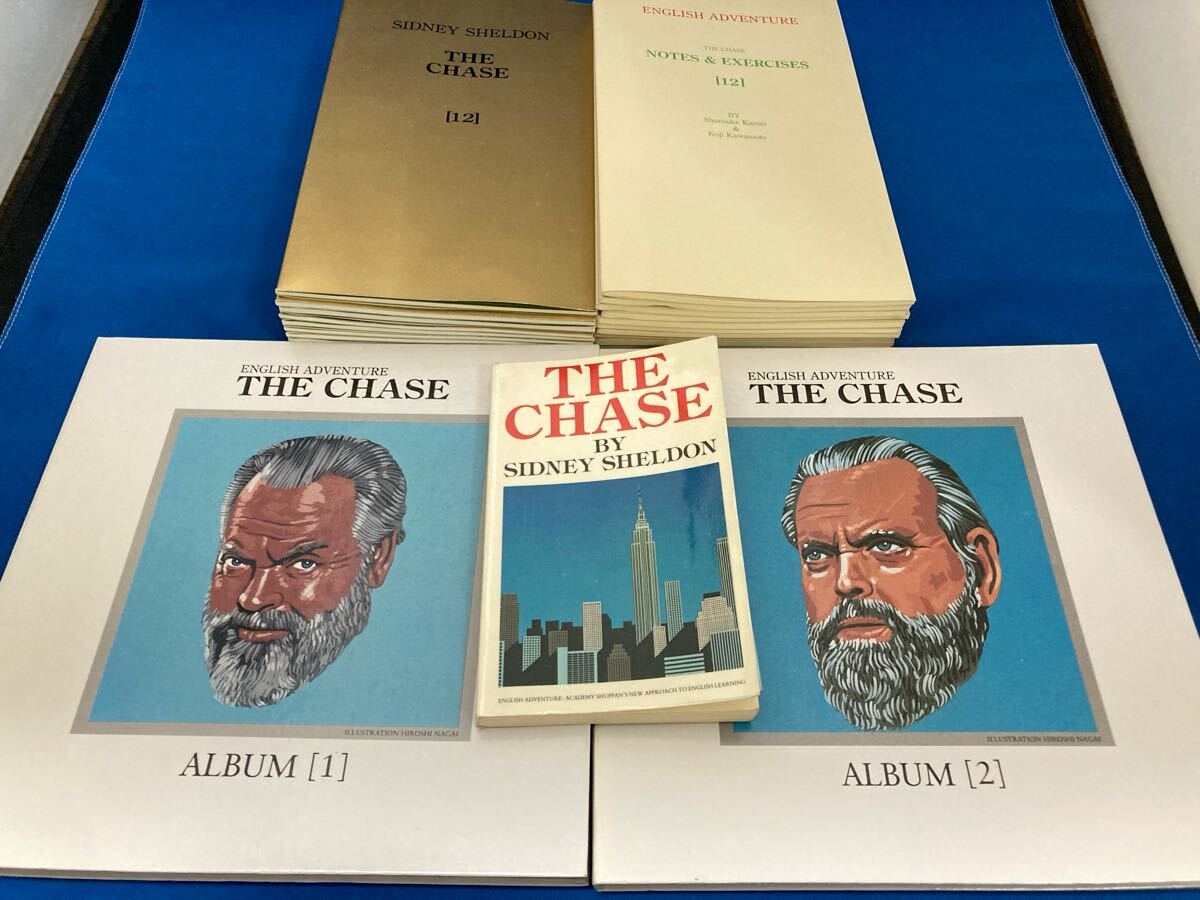 SIDNEY SHELDON
THE
CHASE
[12]
ENGLISH ADVENTURE
THE CHASE
NOTES & EXERCISES
[12]
BY
Shunsuke Kamei
&
Koji Kawamoto
ENGLISH ADVENTURE
THE CHASE
ILLUSTRATION HIROSHI NAGAI
ALBUM [1]
THE
CHASE
BY
SIDNEY SHELDON
ENGLISH ADVENTURE: ACADEMY SHUPPAN'S NEW APPROACH TO ENGLISH LEARNING
ENGLISH ADVENTURE
THE CHASE
ILLUSTRATION HIROSHI NAGAI
ALBUM [2]